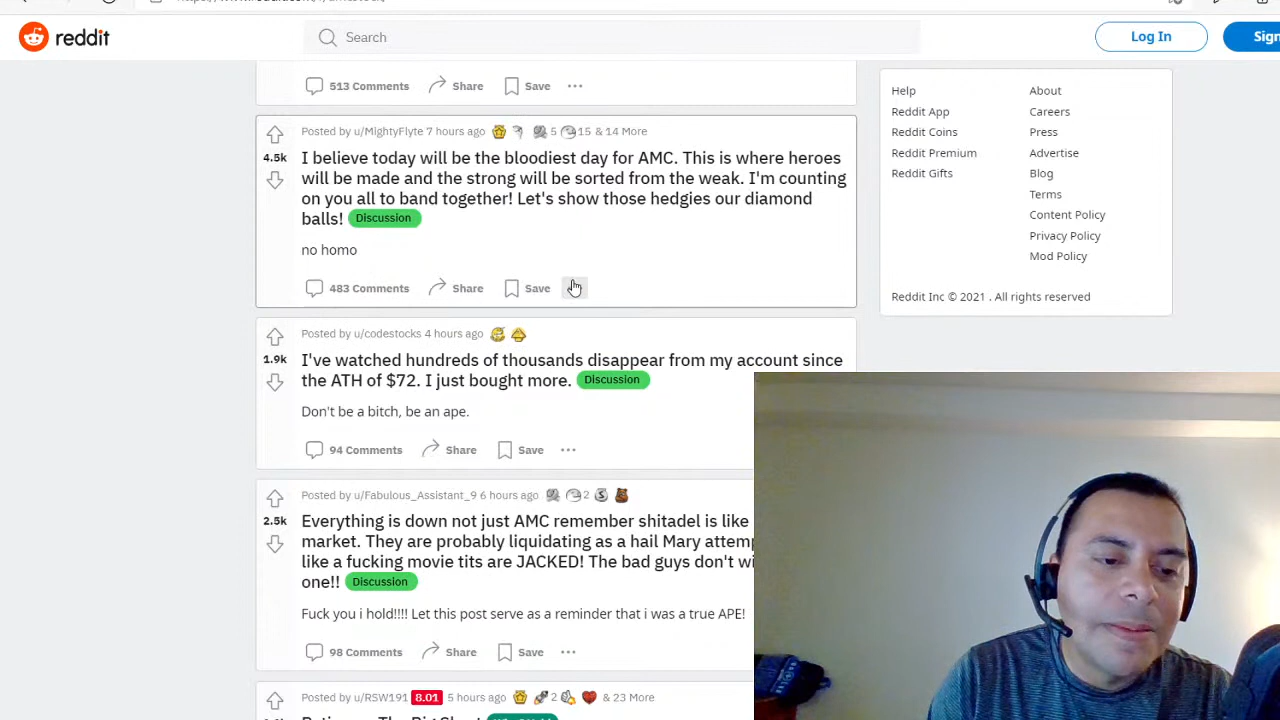 reddit
Search
Log In
Sign
513 Comments Share Save
Help About
Reddit App Careers
Reddit Coins Press
Reddit Premium Advertise
Reddit Gifts Blog
Terms
Content Policy
Privacy Policy
Mod Policy
Reddit Inc © 2021 . All rights reserved
Posted by u/MightyFlyte 7 hours ago 5 15 & 14 More
4.5k
I believe today will be the bloodiest day for AMC. This is where heroes
will be made and the strong will be sorted from the weak. I'm counting
on you all to band together! Let's show those hedgies our diamond
balls! Discussion
no homo
483 Comments Share Save
Posted by u/codestocks 4 hours ago
1.9k
I've watched hundreds of thousands disappear from my account since
the ATH of $72. I just bought more. Discussion
Don't be a bitch, be an ape.
94 Comments Share Save
Posted by u/Fabulous_Assistant_9 6 hours ago 2
2.5k
Everything is down not just AMC remember shitadel is like
market. They are probably liquidating as a hail Mary
like a fucking movie tits are JACKED! The bad guys don't
one!! Discussion
Fuck you i hold!!!! Let this post serve as a reminder that i was a true APE!
98 Comments Share Save
Posted by u/RSW191 8.01 5 hours ago 2 & 23 More